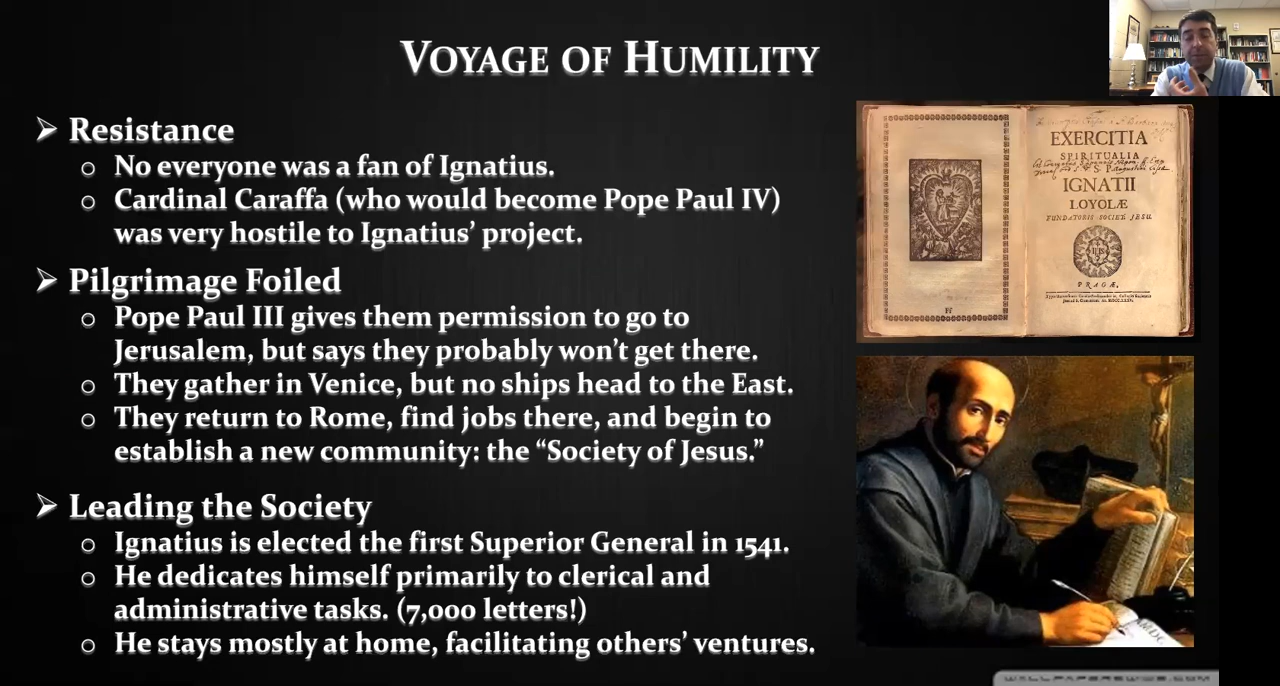 VOYAGE OF HUMILITY
➢ Resistance
o No everyone was a fan of Ignatius.
o Cardinal Caraffa (who would become Pope Paul IV)
was very hostile to Ignatius’ project.
➢ Pilgrimage Foiled
o Pope Paul III gives them permission to go to
Jerusalem, but says they probably won’t get there.
o They gather in Venice, but no ships head to the East.
o They return to Rome, find jobs there, and begin to
establish a new community: the “Society of Jesus.”
➢ Leading the Society
o Ignatius is elected the first Superior General in 1541.
o He dedicates himself primarily to clerical and
administrative tasks. (7,000 letters!)
o He stays mostly at home, facilitating others’ ventures.
EXERCITIA
SPIRITUALIA
S. P.
IGNATII
LOYOLÆ
FUNDATORIS SOCIET. JESU
IHS
PRAGÆ,
WALLPAPERSWIDE.COM